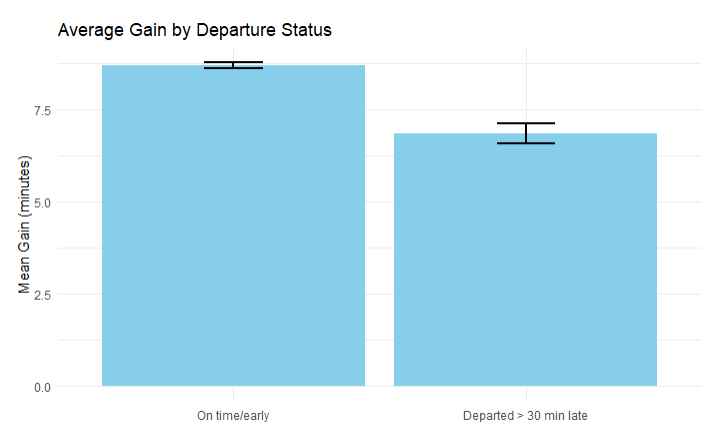 Average Gain by Departure Status
Mean Gain (minutes)
7.5
5.0
2.5
0.0
On time/early
Departed > 30 min late